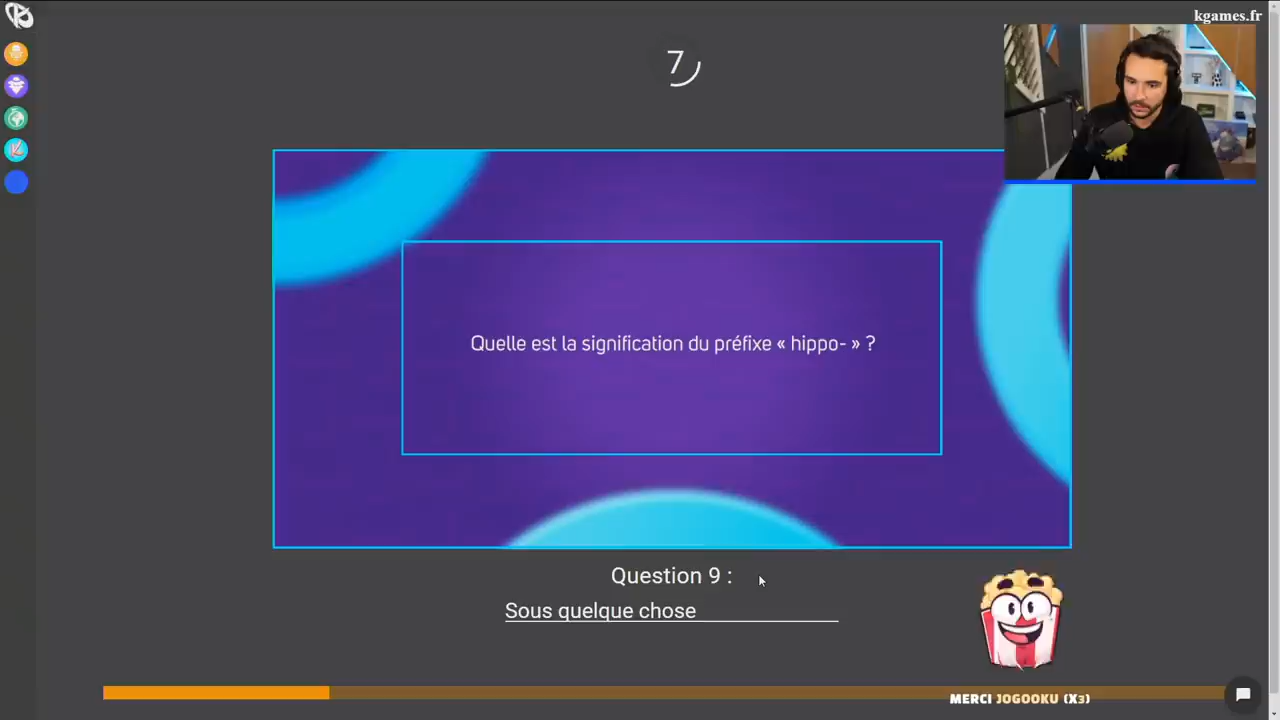 kgames.fr
7
Quelle est la signification du préfixe « hippo- » ?
Question 9 :
Sous quelque chose
MERCI JOGOOKU (X3)